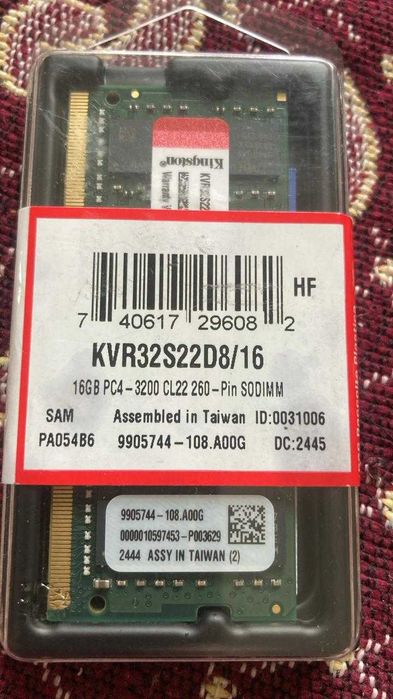 Kingston
HF
7 40617 29608 2
KVR32S22D8/16
16GB PC4-3200 CL22 260-Pin SODIMM
SAM Assembled in Taiwan ID:0031006
PA054B6 9905744-108.A00G DC:2445
9905744-108.A00G
0000010597453-P003629
2444 ASSY IN TAIWAN (2)